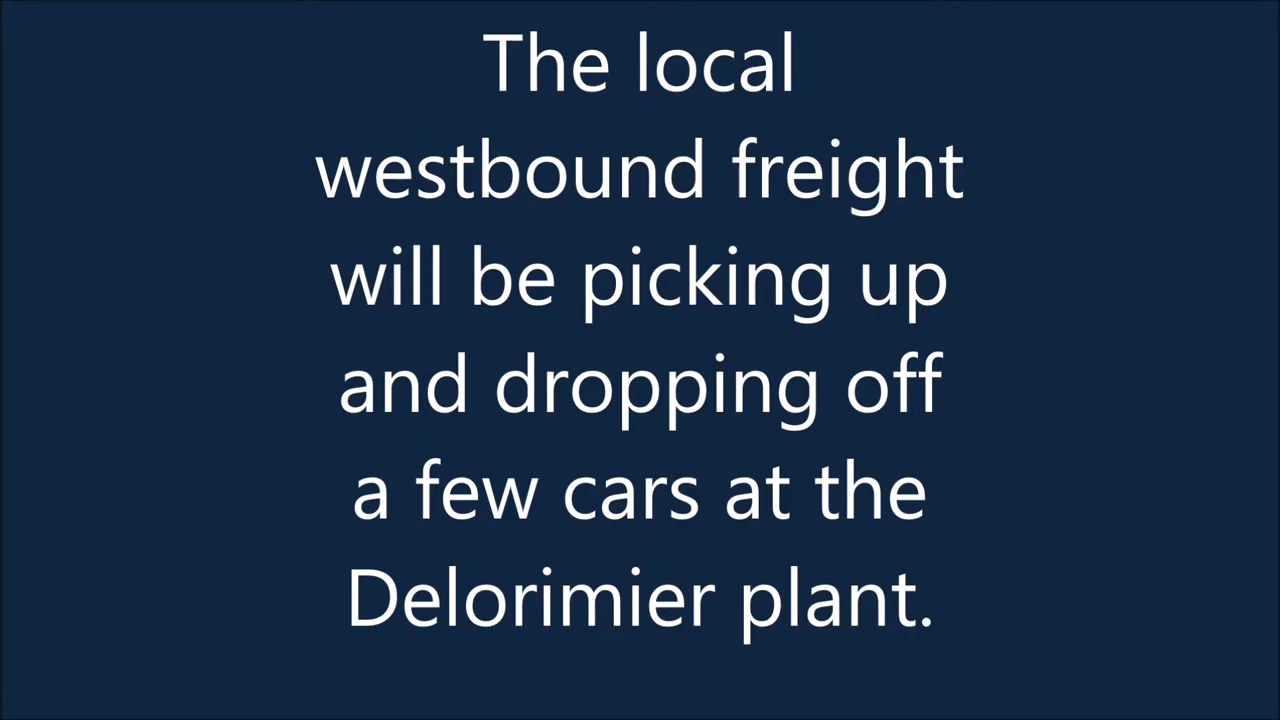 The local
westbound freight
will be picking up
and dropping off
a few cars at the
Delorimier plant.